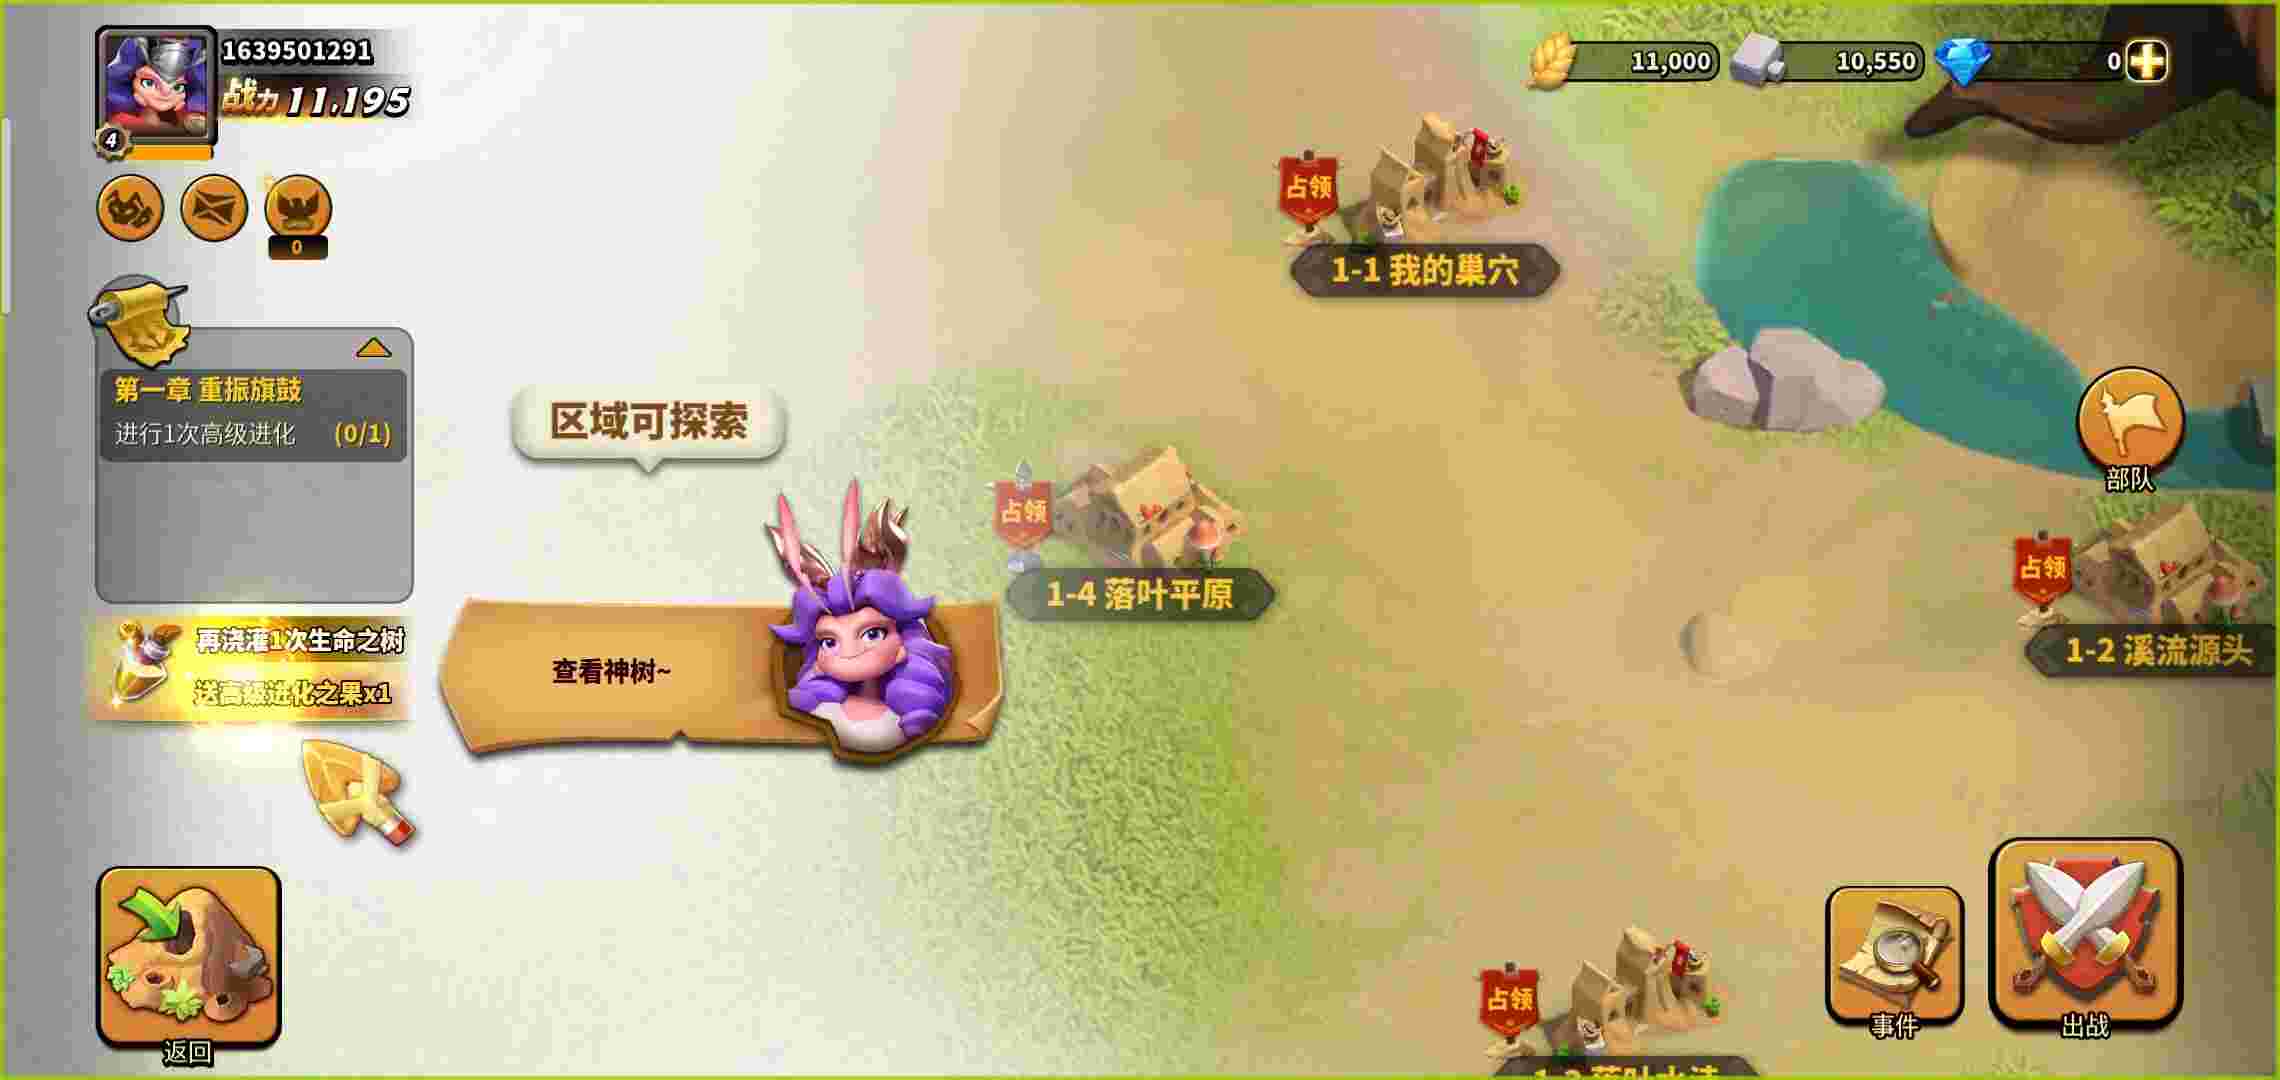 1639501291
战力 11,195
4
0
11,000
10,550
0
占领
1-1 我的巢穴
第一章 重振旗鼓
进行1次高级进化 (0/1)
区域可探索
占领
1-4 落叶平原
部队
占领
1-2 溪流源头
再浇灌1次生命之树
送高级进化之果x1
查看神树~
占领
返回
事件
出战